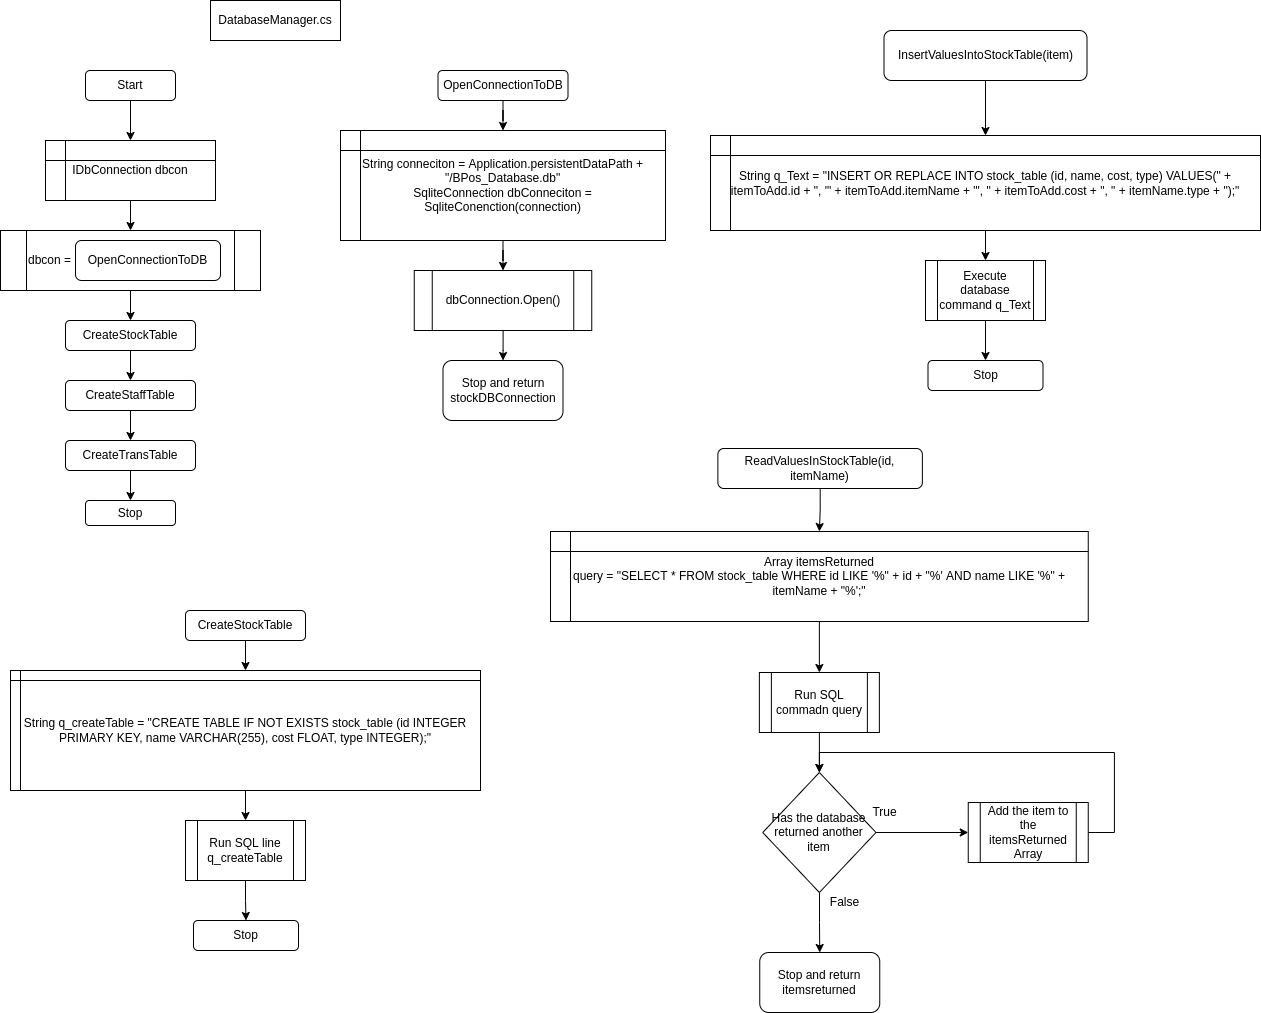 DatabaseManager.cs
Start
IDbConnection dbcon
dbcon =
OpenConnectionToDB
CreateStockTable
CreateStaffTable
CreateTransTable
Stop
OpenConnectionToDB
String conneciton = Application.persistentDataPath +
"/BPos_Database.db"
SqliteConnection dbConneciton =
SqliteConenction(connection)
dbConnection.Open()
Stop and return
stockDBConnection
InsertValuesIntoStockTable(item)
String q_Text = "INSERT OR REPLACE INTO stock_table (id, name, cost, type) VALUES(" +
itemToAdd.id + ", '" + itemToAdd.itemName + "', " + itemToAdd.cost + ", " + itemName.type + ");"
Execute
database
command q_Text
Stop
ReadValuesInStockTable(id,
itemName)
Array itemsReturned
query = "SELECT * FROM stock_table WHERE id LIKE '%" + id + "%' AND name LIKE '%" +
itemName + "%';"
Run SQL
commadn query
Has the database
returned another
item
True
Add the item to
the
itemsReturned
Array
False
Stop and return
itemsreturned
CreateStockTable
String q_createTable = "CREATE TABLE IF NOT EXISTS stock_table (id INTEGER
PRIMARY KEY, name VARCHAR(255), cost FLOAT, type INTEGER);"
Run SQL line
q_createTable
Stop